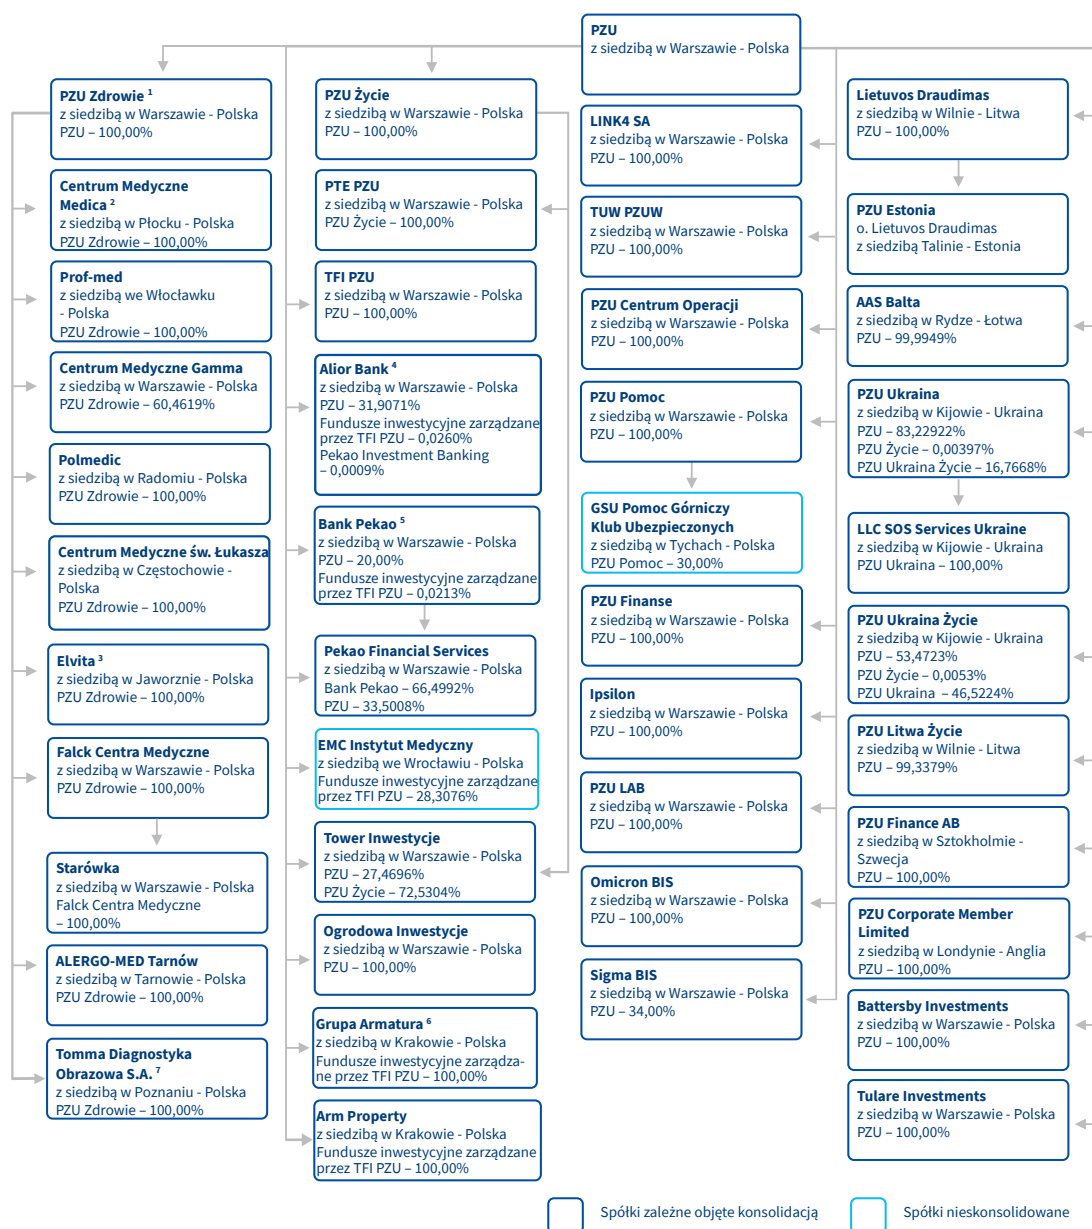 PZU
z siedzibą w Warszawie - Polska
PZU Zdrowie ¹
z siedzibą w Warszawie - Polska
PZU – 100,00%
Centrum Medyczne
Medica ²
z siedzibą w Płocku - Polska
PZU Zdrowie – 100,00%
Prof-med
z siedzibą we Włocławku
- Polska
PZU Zdrowie – 100,00%
Centrum Medyczne Gamma
z siedzibą w Warszawie - Polska
PZU Zdrowie – 60,4619%
Polmedic
z siedzibą w Radomiu - Polska
PZU Zdrowie – 100,00%
Centrum Medyczne św. Łukasza
z siedzibą w Częstochowie -
Polska
PZU Zdrowie – 100,00%
Elvita ³
z siedzibą w Jaworznie - Polska
PZU Zdrowie – 100,00%
Falck Centra Medyczne
z siedzibą w Warszawie - Polska
PZU Zdrowie – 100,00%
Starówka
z siedzibą w Warszawie - Polska
Falck Centra Medyczne
– 100,00%
ALERGO-MED Tarnów
z siedzibą w Tarnowie - Polska
PZU Zdrowie – 100,00%
Tomma Diagnostyka
Obrazowa S.A. ⁷
z siedzibą w Poznaniu - Polska
PZU Zdrowie – 100,00%
PZU Życie
z siedzibą w Warszawie - Polska
PZU – 100,00%
PTE PZU
z siedzibą w Warszawie - Polska
PZU Życie – 100,00%
TFI PZU
z siedzibą w Warszawie - Polska
PZU – 100,00%
Alior Bank ⁴
z siedzibą w Warszawie - Polska
PZU – 31,9071%
Fundusze inwestycyjne zarządzane
przez TFI PZU – 0,0260%
Pekao Investment Banking
– 0,0009%
Bank Pekao ⁵
z siedzibą w Warszawie - Polska
PZU – 20,00%
Fundusze inwestycyjne zarządzane
przez TFI PZU – 0,0213%
Pekao Financial Services
z siedzibą w Warszawie - Polska
Bank Pekao – 66,4992%
PZU – 33,5008%
EMC Instytut Medyczny
z siedzibą we Wrocławiu - Polska
Fundusze inwestycyjne zarządzane
przez TFI PZU – 28,3076%
Tower Inwestycje
z siedzibą w Warszawie - Polska
PZU – 27,4696%
PZU Życie – 72,5304%
Ogrodowa Inwestycje
z siedzibą w Warszawie - Polska
PZU – 100,00%
Grupa Armatura ⁶
z siedzibą w Krakowie - Polska
Fundusze inwestycyjne zarządza-
ne przez TFI PZU – 100,00%
Arm Property
z siedzibą w Krakowie - Polska
Fundusze inwestycyjne zarządzane
przez TFI PZU – 100,00%
LINK4 SA
z siedzibą w Warszawie - Polska
PZU – 100,00%
TUW PZUW
z siedzibą w Warszawie - Polska
PZU – 100,00%
PZU Centrum Operacji
z siedzibą w Warszawie - Polska
PZU – 100,00%
PZU Pomoc
z siedzibą w Warszawie - Polska
PZU – 100,00%
GSU Pomoc Górniczy
Klub Ubezpieczonych
z siedzibą w Tychach - Polska
PZU Pomoc – 30,00%
PZU Finanse
z siedzibą w Warszawie - Polska
PZU – 100,00%
Ipsilon
z siedzibą w Warszawie - Polska
PZU – 100,00%
PZU LAB
z siedzibą w Warszawie - Polska
PZU – 100,00%
Omicron BIS
z siedzibą w Warszawie - Polska
PZU – 100,00%
Sigma BIS
z siedzibą w Warszawie - Polska
PZU – 34,00%
Lietuvos Draudimas
z siedzibą w Wilnie - Litwa
PZU – 100,00%
PZU Estonia
o. Lietuvos Draudimas
z siedzibą Talinie - Estonia
AAS Balta
z siedzibą w Rydze - Łotwa
PZU – 99,9949%
PZU Ukraina
z siedzibą w Kijowie - Ukraina
PZU – 83,22922%
PZU Życie – 0,00397%
PZU Ukraina Życie – 16,7668%
LLC SOS Services Ukraine
z siedzibą w Kijowie - Ukraina
PZU Ukraina – 100,00%
PZU Ukraina Życie
z siedzibą w Kijowie - Ukraina
PZU – 53,4723%
PZU Życie – 0,0053%
PZU Ukraina – 46,5224%
PZU Litwa Życie
z siedzibą w Wilnie - Litwa
PZU – 99,3379%
PZU Finance AB
z siedzibą w Sztokholmie -
Szwecja
PZU – 100,00%
PZU Corporate Member
Limited
z siedzibą w Londynie - Anglia
PZU – 100,00%
Battersby Investments
z siedzibą w Warszawie - Polska
PZU – 100,00%
Tulare Investments
z siedzibą w Warszawie - Polska
PZU – 100,00%
Spółki zależne objęte konsolidacją
Spółki nieskonsolidowane